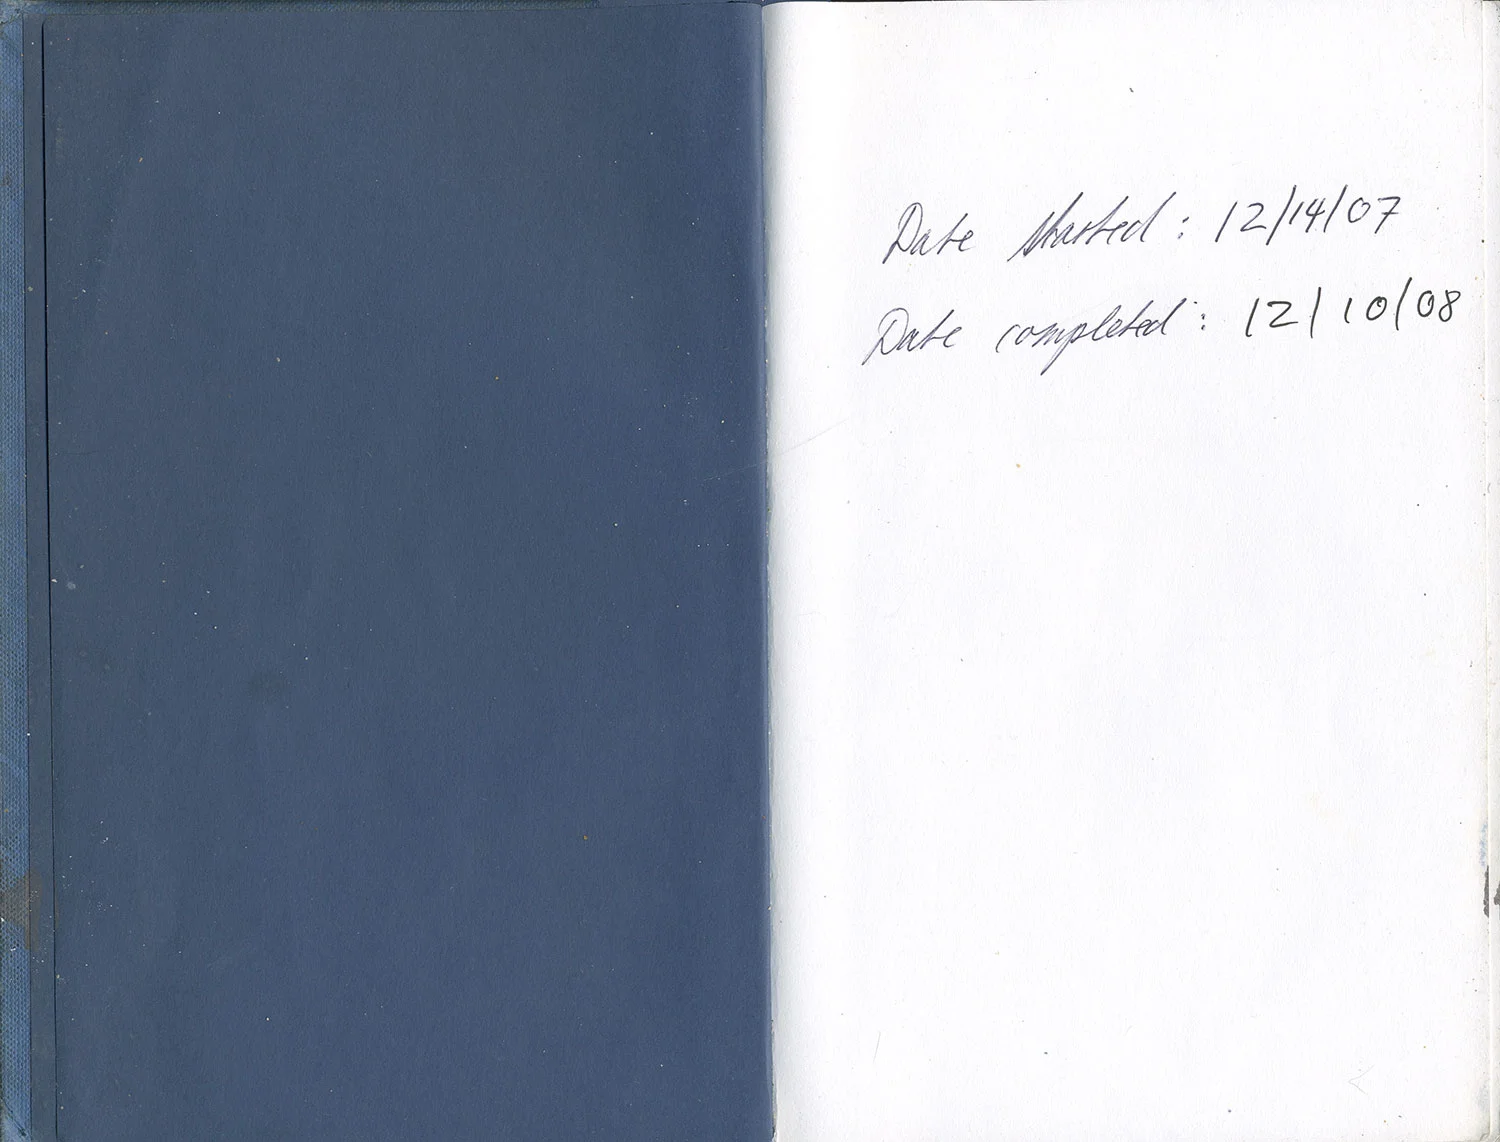 Date started : 12/14/07
Date completed : 12/10/08